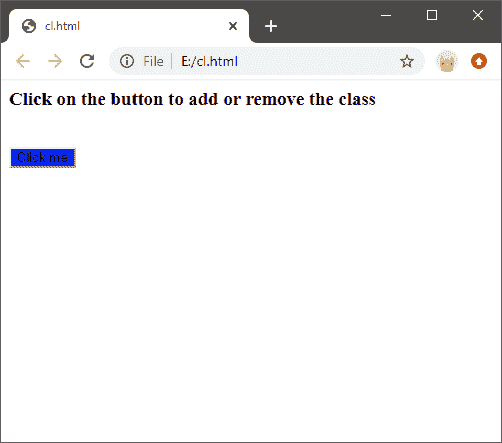 cl.html
File E:/cl.html
Click on the button to add or remove the class
Click me